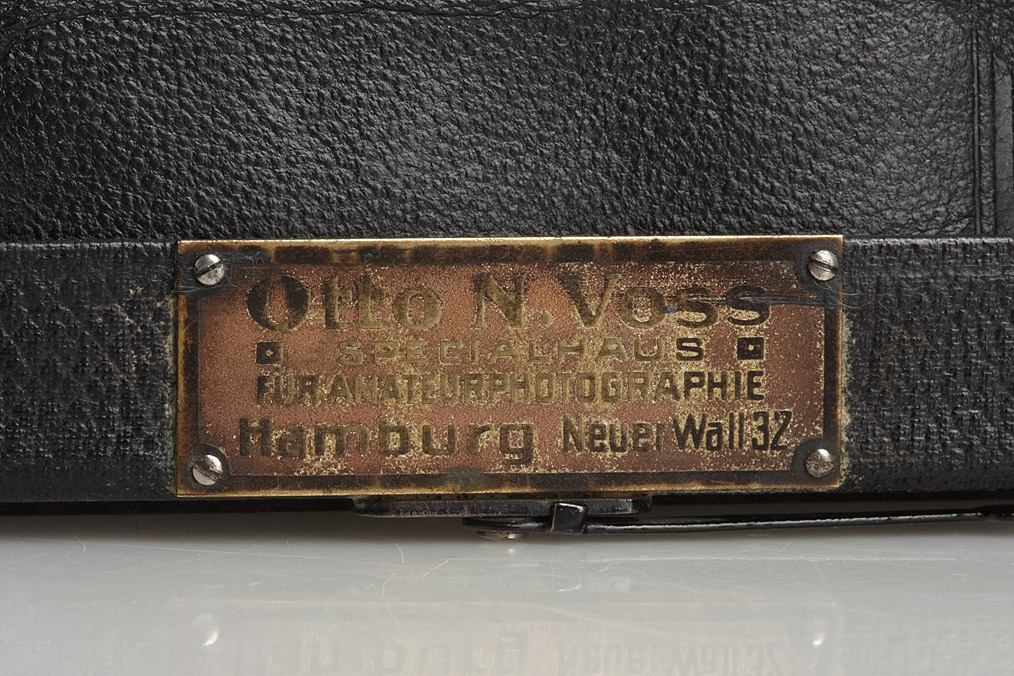 Otto N. Voss
SPECIALHAUS
FÜR AMATEURPHOTOGRAPHIE
Hamburg Neuer Wall 32